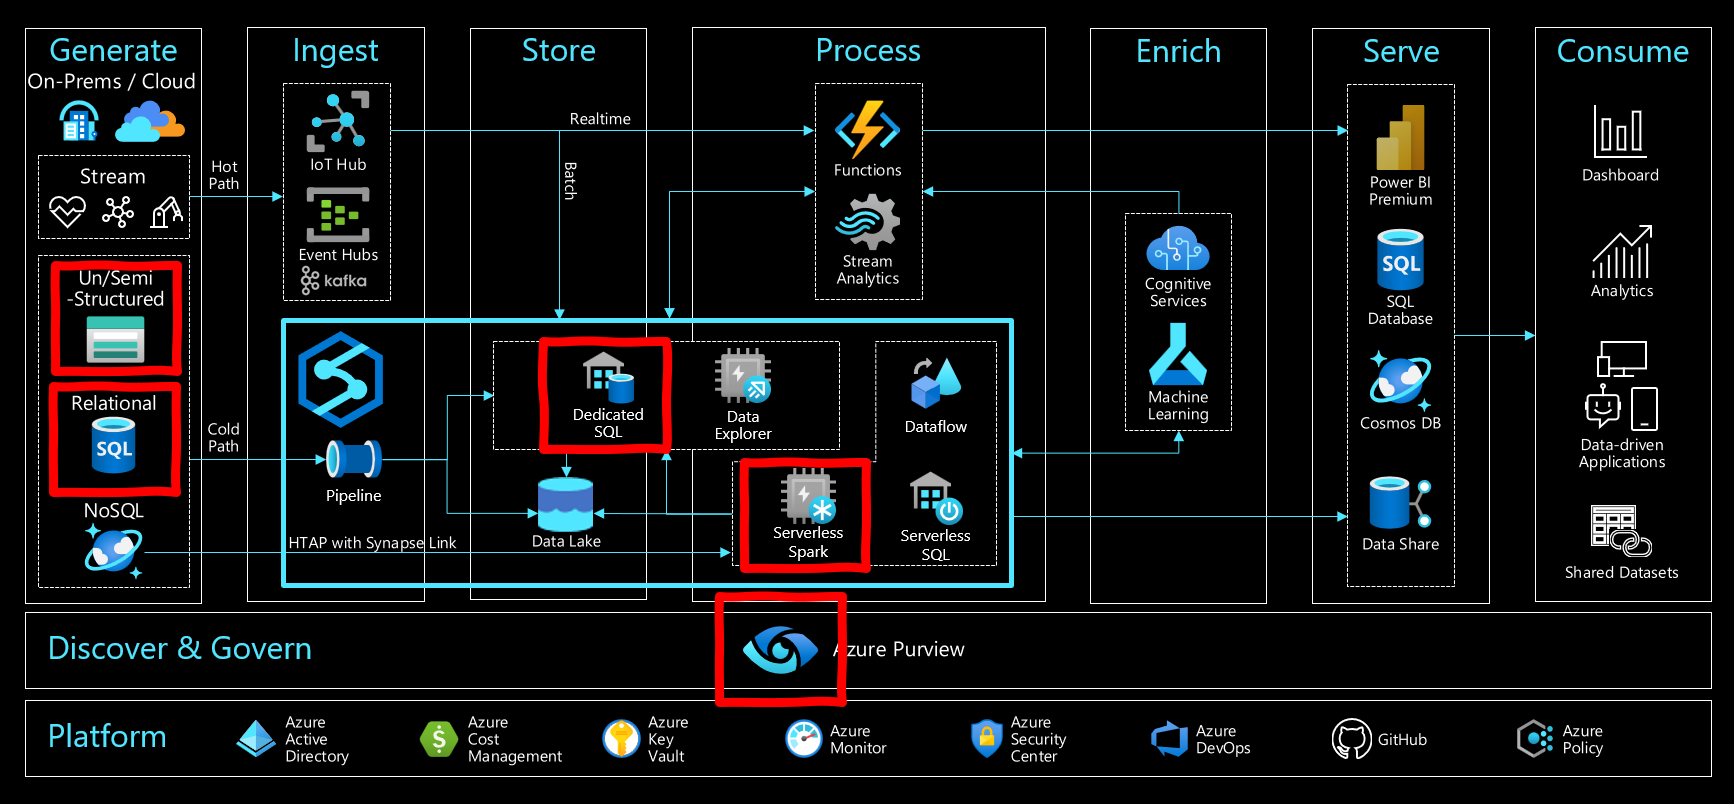 Generate
On-Prems / Cloud
Stream
Un/Semi
-Structured
Relational
SQL
NoSQL
Hot
Path
Cold
Path
Ingest
IoT Hub
Event Hubs
kafka
Pipeline
HTAP with Synapse Link
Store
Realtime
Batch
Dedicated
SQL
Data Lake
Process
Functions
Stream
Analytics
Data
Explorer
Dataflow
Serverless
Spark
Serverless
SQL
Enrich
Cognitive
Services
Machine
Learning
Serve
Power BI
Premium
SQL
SQL
Database
Cosmos DB
Data Share
Consume
Dashboard
Analytics
Data-driven
Applications
Shared Datasets
Discover & Govern
Azure Purview
Platform
Azure
Active
Directory
$
Azure
Cost
Management
Azure
Key
Vault
Azure
Monitor
Azure
Security
Center
Azure
DevOps
GitHub
Azure
Policy